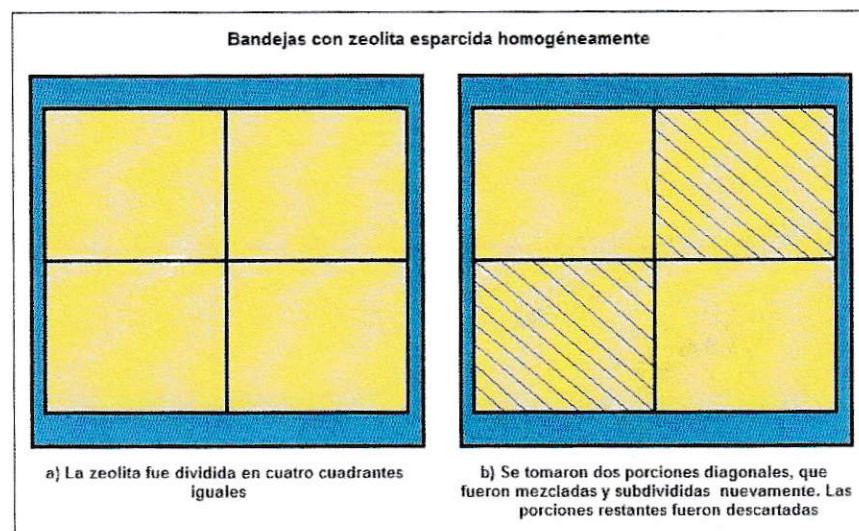 Bandejas con zeolita esparcida homogéneamente
a) La zeolita fue dividida en cuatro cuadrantes
iguales
b) Se tomaron dos porciones diagonales, que
fueron mezcladas y subdivididas nuevamente. Las
porciones restantes fueron descartadas